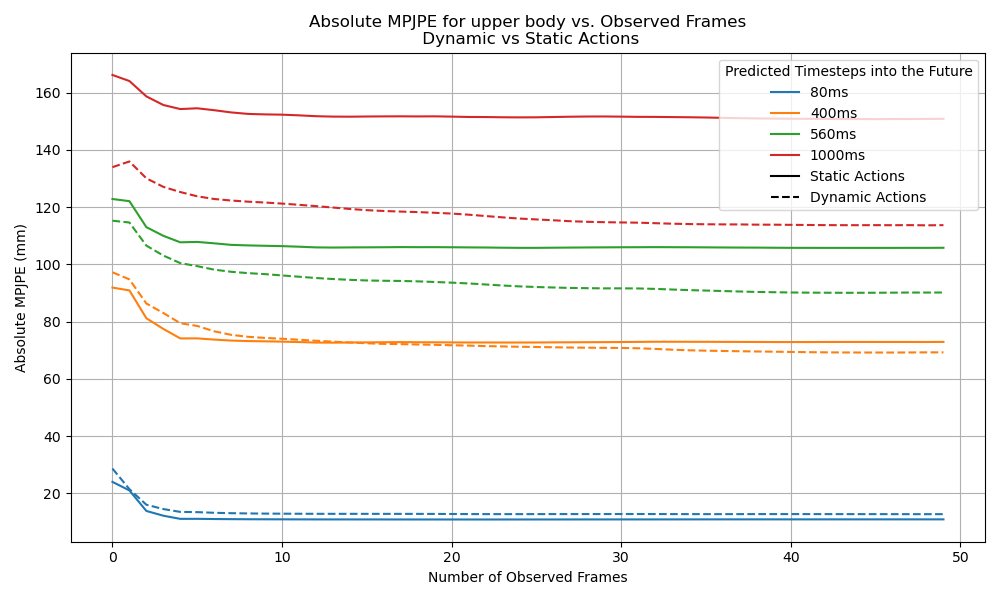 Absolute MPJPE for upper body vs. Observed Frames
Dynamic vs Static Actions
Absolute MPJPE (mm)
160
140
120
100
80
60
40
20
0
10
20
30
40
50
Number of Observed Frames
Predicted Timesteps into the Future
80ms
400ms
560ms
1000ms
Static Actions
Dynamic Actions